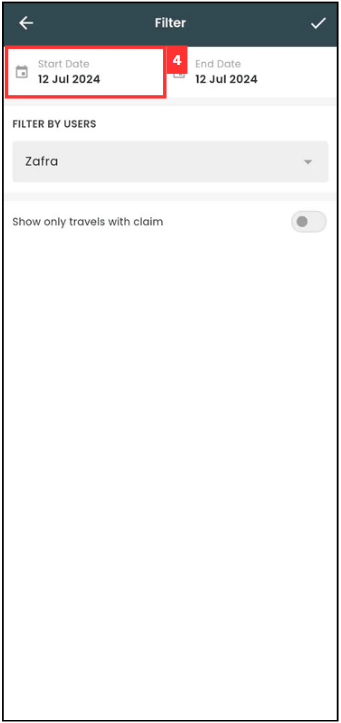 Filter
Start Date
12 Jul 2024
4
End Date
12 Jul 2024
FILTER BY USERS
Zafra
Show only travels with claim